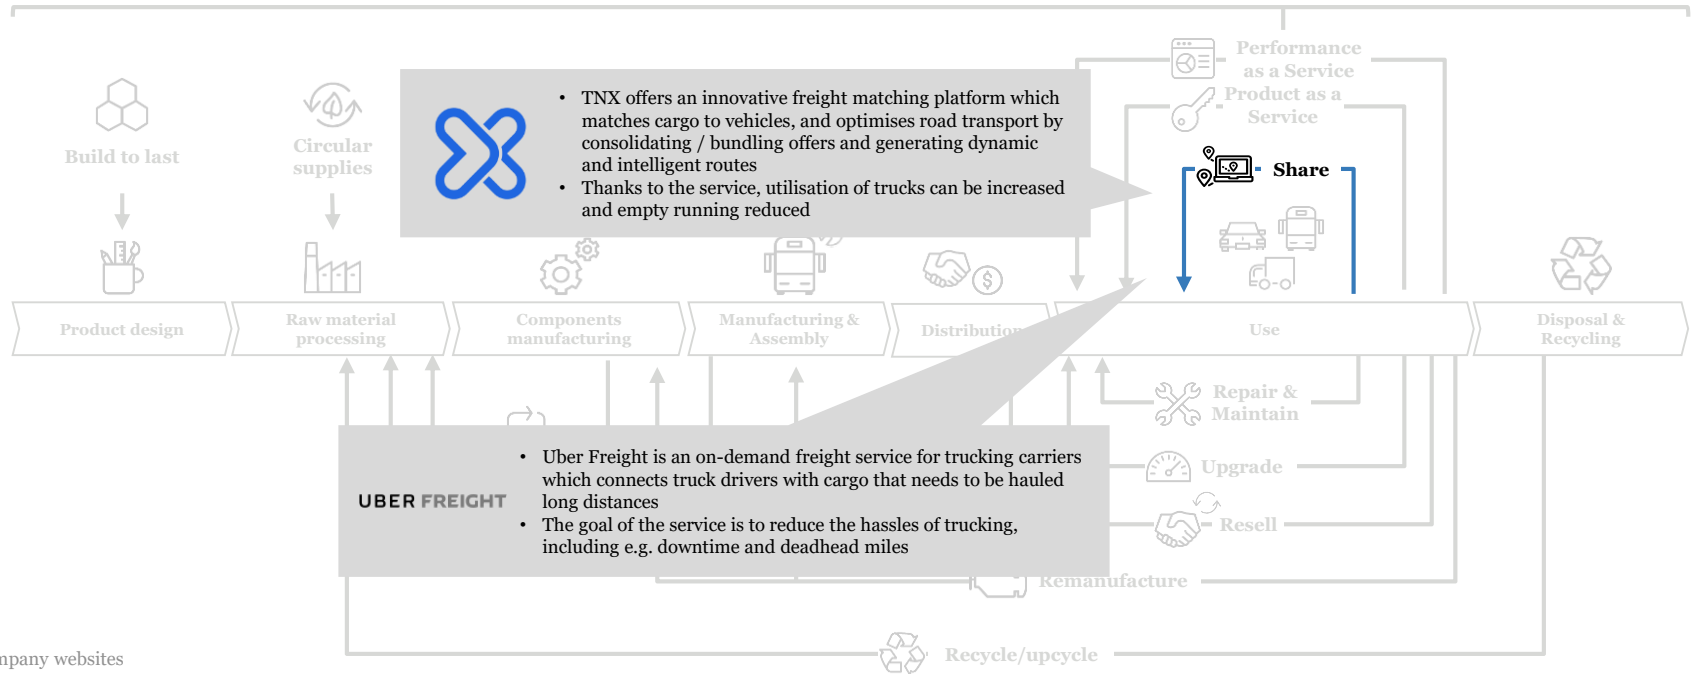 Performance
as a Service
Product as a
Service
Share
Build to last
Circular
supplies
• TNX offers an innovative freight matching platform which
matches cargo to vehicles, and optimises road transport by
consolidating / bundling offers and generating dynamic
and intelligent routes
• Thanks to the service, utilisation of trucks can be increased
and empty running reduced
Product design
Raw material
processing
Components
manufacturing
Manufacturing &
Assembly
Distribution
Use
Disposal &
Recycling
Repair &
Maintain
Upgrade
Resell
UBER FREIGHT
• Uber Freight is an on-demand freight service for trucking carriers
which connects truck drivers with cargo that needs to be hauled
long distances
• The goal of the service is to reduce the hassles of trucking,
including e.g. downtime and deadhead miles
Remanufacture
Recycle/upcycle
mpany websites